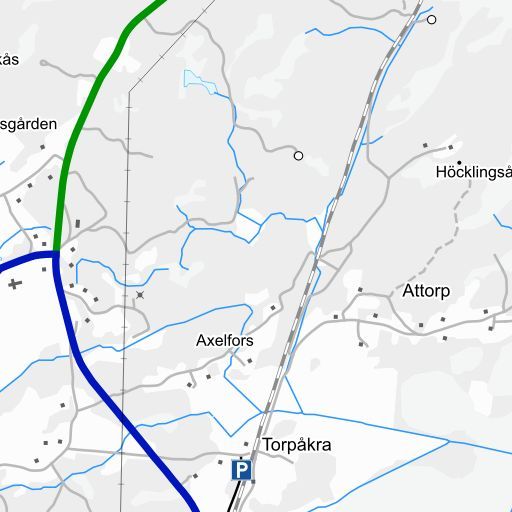 kås
sgården
Höcklingså
Attorp
Axelfors
Torpåkra
P